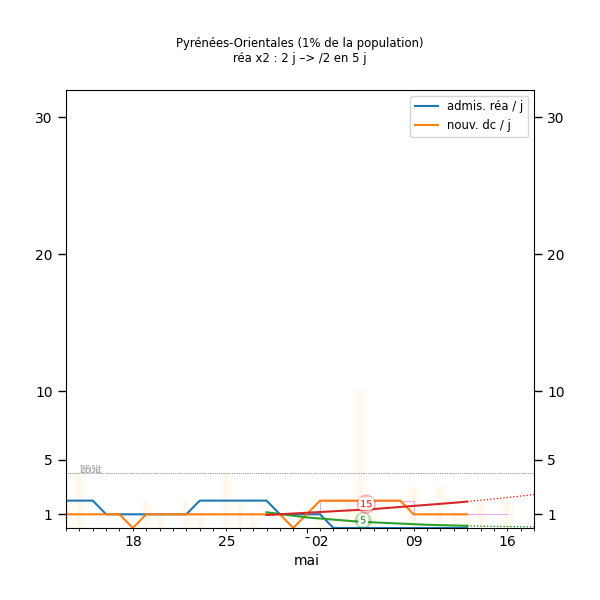 Pyrénées-Orientales (1% de la population)
réa x2 : 2 j –> /2 en 5 j
admis. réa / j
nouv. dc / j
30 30
20 20
10 10
5 5
15
5
1 1
18 25 02 09 16
mai